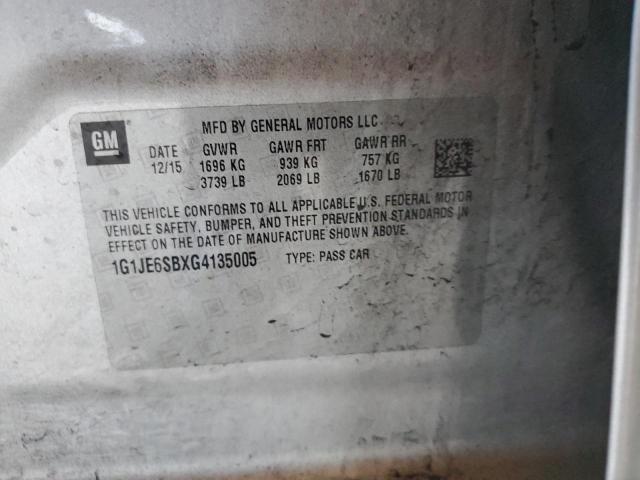 GM
MFD BY GENERAL MOTORS LLC
DATE GVWR GAWR FRT GAWR RR
12/15 1696 KG 939 KG 757 KG
3739 LB 2069 LB 1670 LB
THIS VEHICLE CONFORMS TO ALL APPLICABLE U.S. FEDERAL MOTOR
VEHICLE SAFETY, BUMPER, AND THEFT PREVENTION STANDARDS IN
EFFECT ON THE DATE OF MANUFACTURE SHOWN ABOVE.
1G1JE6SBXG4135005 TYPE: PASS CAR